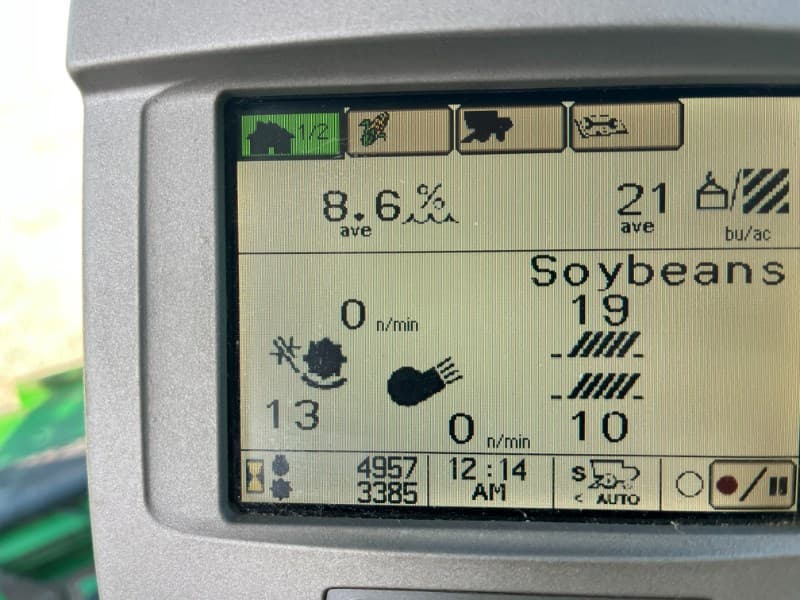 1/2
8.6 %
ave
21
ave
bu/ac
Soybeans
0 n/min
19
13
0 n/min
10
4957
3385
12:14
AM
S
< AUTO